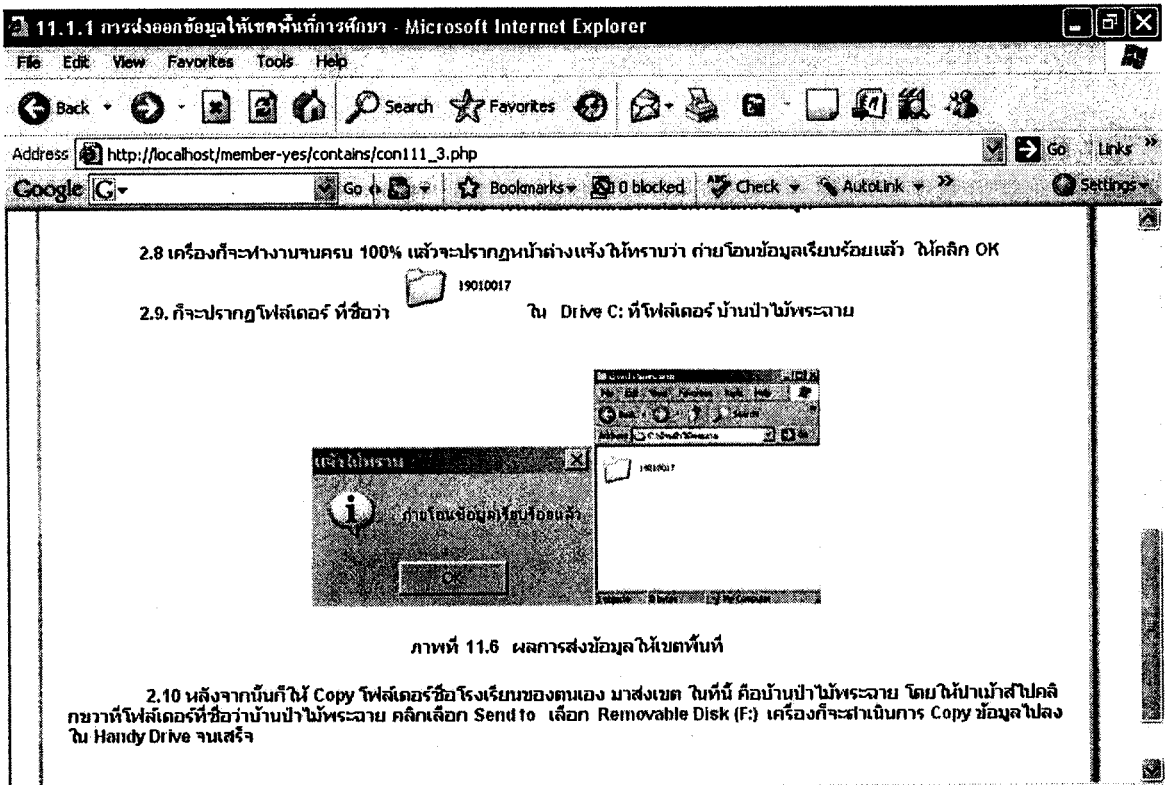 11.1.1 การส่งออกข้อมูลให้เขตพื้นที่การศึกษา - Microsoft Internet Explorer
File Edit View Favorites Tools Help
Back Search Favorites
Address http://localhost/member-yes/contains/con111_3.php Go Links »
Google G Go Bookmarks 0 blocked Check AutoLink » Settings
2.8 เครื่องก็จะทำงานจนครบ 100% แล้วจะปรากฏหน้าต่างแจ้งให้ทราบว่า ถ่ายโอนข้อมูลเรียบร้อยแล้ว ให้คลิก OK
19010017
2.9. ก็จะปรากฏโฟล์เดอร์ ที่ชื่อว่า ใน Drive C: ที่โฟล์เดอร์ บ้านป่าไม้พระฉาย
File Edit View Favorites Tools Help
Back Search
Address Go
19010017
แจ้งให้ทราบ
ถ่ายโอนข้อมูลเรียบร้อยแล้ว
OK
My Computer
ภาพที่ 11.6 ผลการส่งข้อมูลให้เขตพื้นที่
2.10 หลังจากนั้นก็ให้ Copy โฟล์เดอร์ชื่อโรงเรียนของตนเอง มาส่งเขต ในที่นี้ คือบ้านป่าไม้พระฉาย โดยให้นำเม้าส์ไปคลิ
กขวาที่โฟล์เดอร์ที่ชื่อว่าบ้านป่าไม้พระฉาย คลิกเลือก Send to เลือก Removable Disk (F:) เครื่องก็จะดำเนินการ Copy ข้อมูลไปลง
ใน Handy Drive จนเสร็จ